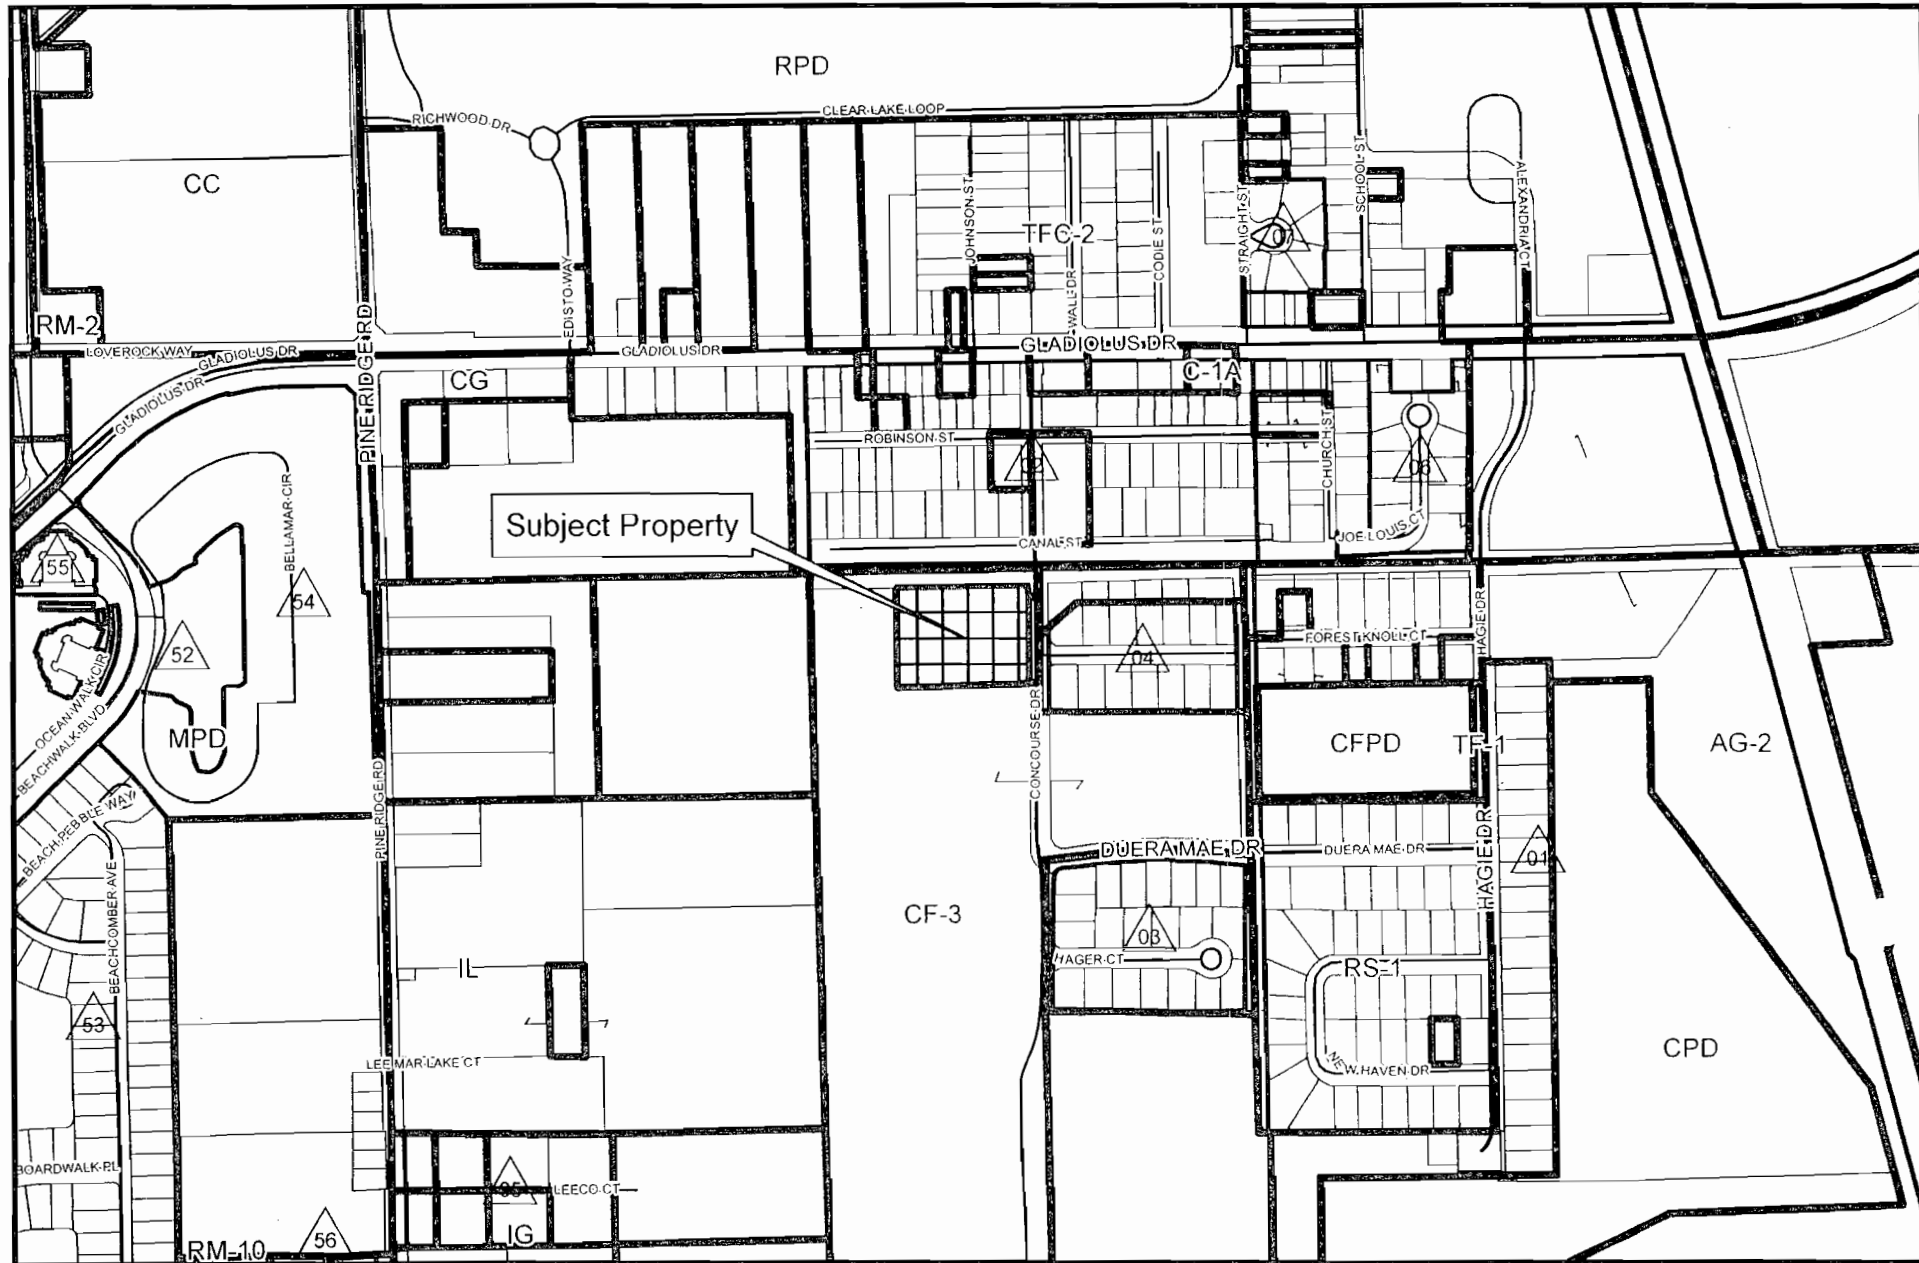 RPD
CLEAR LAKE LOOP
RICHWOOD DR
CC
JOHNSON ST
TFC-2
WALL DR
CODIE ST
STRAIGHT ST
07
SCHOOL ST
ALEXANDRIA CT
EDISTO WAY
PINE RIDGE RD
RM-2
LOVEROCK WAY
GLADIOLUS DR
GLADIOLUS DR
GLADIOLUS DR
GLADIOLUS DR
CG
C-1A
ROBINSON ST
CHURCH ST
06
BELLAMAR CIR
Subject Property
CANAL ST
JOE LOUIS CT
55
54
52
04
FOREST KNOLL CT
HAGIE DR
OCEAN WALK CIR
BEACHWALK BLVD
MPD
CONCOURSE DR
CFPD
TF-1
AG-2
BEACH PEBBLE WAY
PINE RIDGE RD
DUERA MAE DR
DUERA MAE DR
HAGIE DR
01
BEACHCOMBER AVE
CF-3
03
HAGER CT
IL
RS-1
53
CPD
LEE MAR LAKE CT
NEW HAVEN DR
BOARDWALK PL
LEECO CT
RM-10
56
IG